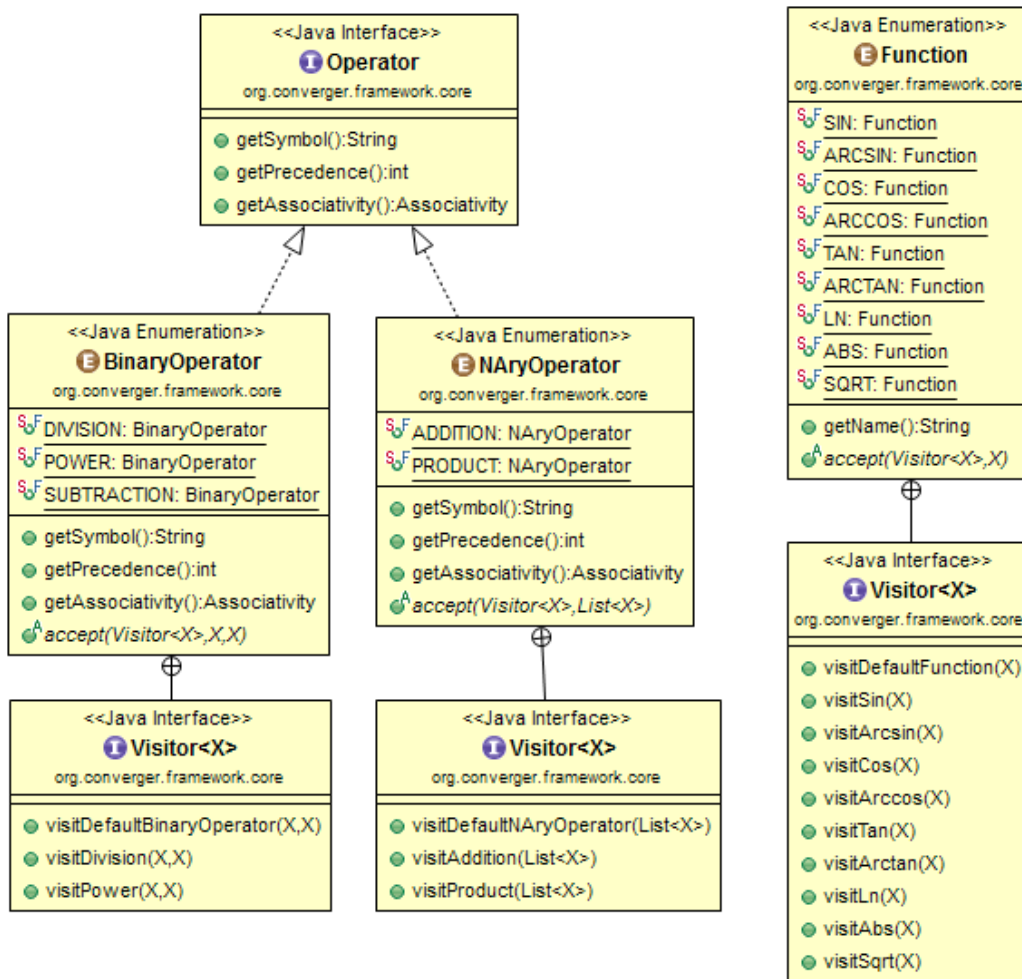 <<Java Interface>>
Operator
org.converger.framework.core
getSymbol():String
getPrecedence():int
getAssociativity():Associativity
<<Java Enumeration>>
BinaryOperator
org.converger.framework.core
DIVISION: BinaryOperator
POWER: BinaryOperator
SUBTRACTION: BinaryOperator
getSymbol():String
getPrecedence():int
getAssociativity():Associativity
accept(Visitor<X>,X,X)
<<Java Interface>>
Visitor<X>
org.converger.framework.core
visitDefaultBinaryOperator(X,X)
visitDivision(X,X)
visitPower(X,X)
<<Java Enumeration>>
NAryOperator
org.converger.framework.core
ADDITION: NAryOperator
PRODUCT: NAryOperator
getSymbol():String
getPrecedence():int
getAssociativity():Associativity
accept(Visitor<X>,List<X>)
<<Java Interface>>
Visitor<X>
org.converger.framework.core
visitDefaultNAryOperator(List<X>)
visitAddition(List<X>)
visitProduct(List<X>)
<<Java Enumeration>>
Function
org.converger.framework.core
SIN: Function
ARCSIN: Function
COS: Function
ARCCOS: Function
TAN: Function
ARCTAN: Function
LN: Function
ABS: Function
SQRT: Function
getName():String
accept(Visitor<X>,X)
<<Java Interface>>
Visitor<X>
org.converger.framework.core
visitDefaultFunction(X)
visitSin(X)
visitArcsin(X)
visitCos(X)
visitArccos(X)
visitTan(X)
visitArctan(X)
visitLn(X)
visitAbs(X)
visitSqrt(X)